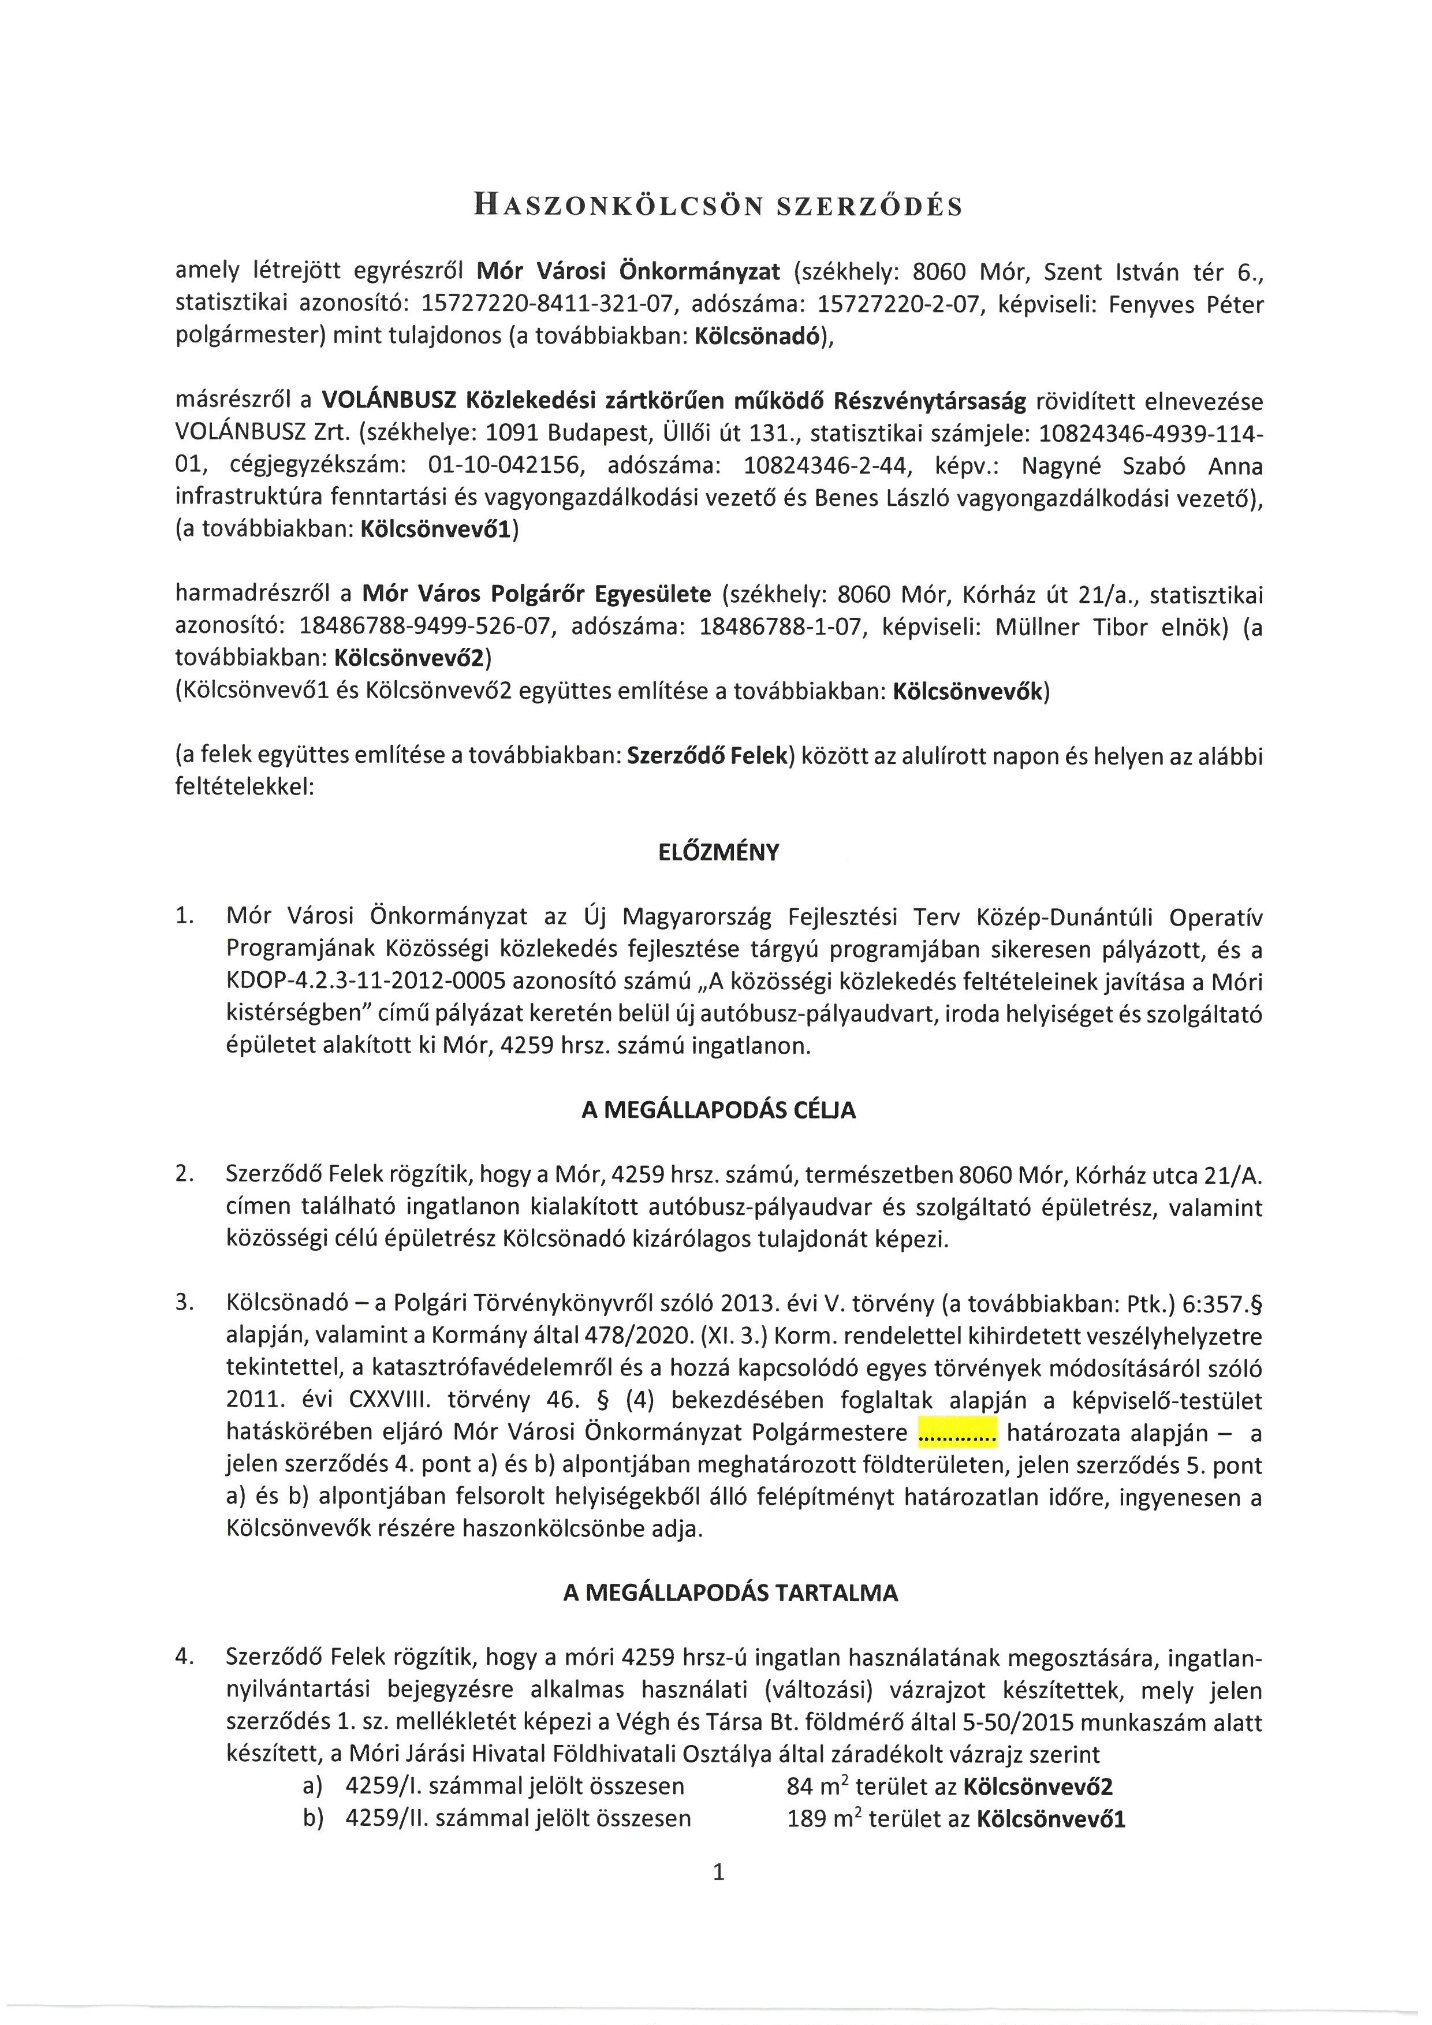 HASZONKÖLCSÖN SZERZŐDÉS
amely létrejött egyrészről Mór Városi Önkormányzat (székhely: 8060 Mór, Szent István tér 6.,
statisztikai azonosító: 15727220-8411-321-07, adószáma: 15727220-2-07, képviseli: Fenyves Péter
polgármester) mint tulajdonos (a továbbiakban: Kölcsönadó),
másrészről a VOLÁNBUSZ Közlekedési zártkörűen működő Részvénytársaság rövidített elnevezése
VOLÁNBUSZ Zrt. (székhelye: 1091 Budapest, Üllői út 131., statisztikai számjele: 10824346-4939-114-
01, cégjegyzékszám: 01-10-042156, adószáma: 10824346-2-44, képv.: Nagyné Szabó Anna
infrastruktúra fenntartási és vagyongazdálkodási vezető és Benes László vagyongazdálkodási vezető),
(a továbbiakban: Kölcsönvevő1)
harmadrészről a Mór Város Polgárőr Egyesülete (székhely: 8060 Mór, Kórház út 21/a., statisztikai
azonosító: 18486788-9499-526-07, adószáma: 18486788-1-07, képviseli: Müllner Tibor elnök) (a
továbbiakban: Kölcsönvevő2)
(Kölcsönvevő1 és Kölcsönvevő2 együttes említése a továbbiakban: Kölcsönvevők)
(a felek együttes említése a továbbiakban: Szerződő Felek) között az alulírott napon és helyen az alábbi
feltételekkel:
ELŐZMÉNY
1. Mór Városi Önkormányzat az Új Magyarország Fejlesztési Terv Közép-Dunántúli Operatív
Programjának Közösségi közlekedés fejlesztése tárgyú programjában sikeresen pályázott, és a
KDOP-4.2.3-11-2012-0005 azonosító számú „A közösségi közlekedés feltételeinek javítása a Móri
kistérségben” című pályázat keretén belül új autóbusz-pályaudvart, iroda helyiséget és szolgáltató
épületet alakított ki Mór, 4259 hrsz. számú ingatlanon.
A MEGÁLLAPODÁS CÉLJA
2. Szerződő Felek rögzítik, hogy a Mór, 4259 hrsz. számú, természetben 8060 Mór, Kórház utca 21/A.
címen található ingatlanon kialakított autóbusz-pályaudvar és szolgáltató épületrész, valamint
közösségi célú épületrész Kölcsönadó kizárólagos tulajdonát képezi.
3. Kölcsönadó – a Polgári Törvénykönyvről szóló 2013. évi V. törvény (a továbbiakban: Ptk.) 6:357.§
alapján, valamint a Kormány által 478/2020. (XI. 3.) Korm. rendelettel kihirdetett veszélyhelyzetre
tekintettel, a katasztrófavédelemről és a hozzá kapcsolódó egyes törvények módosításáról szóló
2011. évi CXXVIII. törvény 46. § (4) bekezdésében foglaltak alapján a képviselő-testület
hatáskörében eljáró Mór Városi Önkormányzat Polgármestere ............. határozata alapján – a
jelen szerződés 4. pont a) és b) alpontjában meghatározott földterületen, jelen szerződés 5. pont
a) és b) alpontjában felsorolt helyiségekből álló felépítményt határozatlan időre, ingyenesen a
Kölcsönvevők részére haszonkölcsönbe adja.
A MEGÁLLAPODÁS TARTALMA
4. Szerződő Felek rögzítik, hogy a móri 4259 hrsz-ú ingatlan használatának megosztására, ingatlan-
nyilvántartási bejegyzésre alkalmas használati (változási) vázrajzot készítettek, mely jelen
szerződés 1. sz. mellékletét képezi a Végh és Társa Bt. földmérő által 5-50/2015 munkaszám alatt
készített, a Móri Járási Hivatal Földhivatali Osztálya által záradékolt vázrajz szerint
a) 4259/I. számmal jelölt összesen 84 m² terület az Kölcsönvevő2
b) 4259/II. számmal jelölt összesen 189 m² terület az Kölcsönvevő1
1